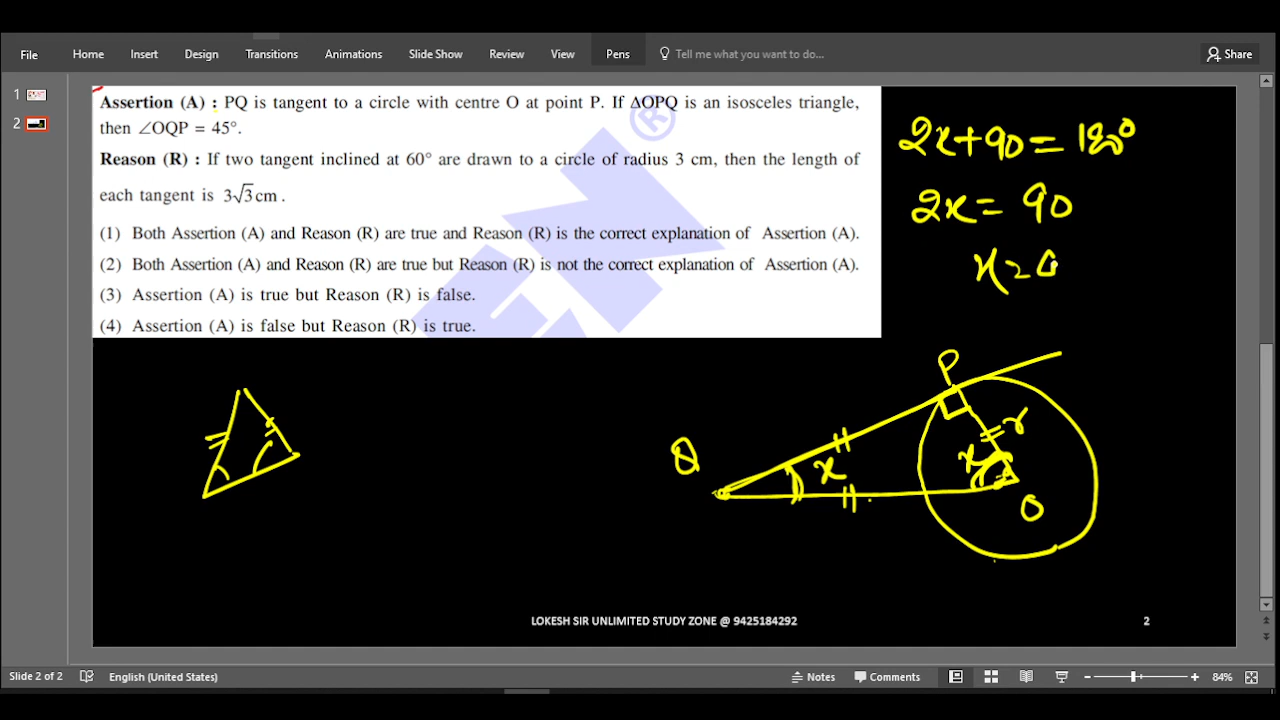 File Home Insert Design Transitions Animations Slide Show Review View Pens Tell me what you want to do... Share
1
2
Assertion (A) : PQ is tangent to a circle with centre O at point P. If ΔOPQ is an isosceles triangle,
then ∠OQP = 45°.
Reason (R) : If two tangent inclined at 60° are drawn to a circle of radius 3 cm, then the length of
each tangent is 3√3 cm .
(1) Both Assertion (A) and Reason (R) are true and Reason (R) is the correct explanation of Assertion (A).
(2) Both Assertion (A) and Reason (R) are true but Reason (R) is not the correct explanation of Assertion (A).
(3) Assertion (A) is true but Reason (R) is false.
(4) Assertion (A) is false but Reason (R) is true.
®
2x+90=180°
2x= 90
x=
P
r
Q
x
x
O
LOKESH SIR UNLIMITED STUDY ZONE @ 9425184292
2
Slide 2 of 2 English (United States) Notes Comments 84%